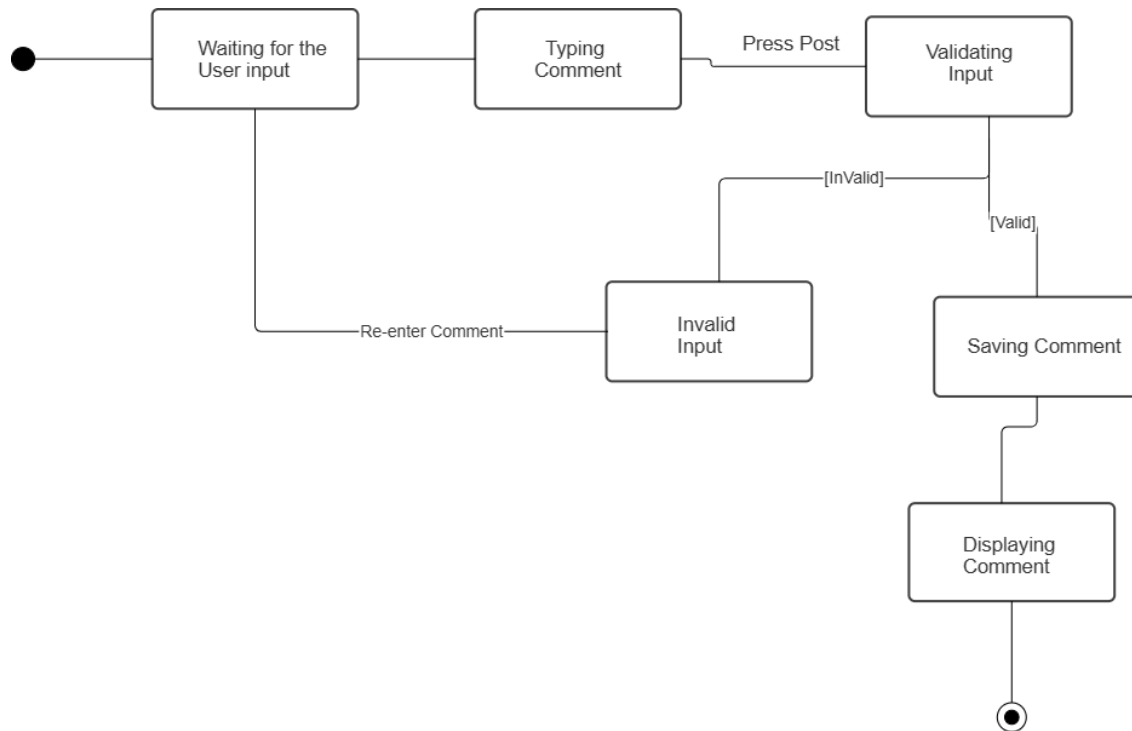 Waiting for the
User input
Typing
Comment
Press Post
Validating
Input
[InValid]
[Valid]
Re-enter Comment
Invalid
Input
Saving Comment
Displaying
Comment